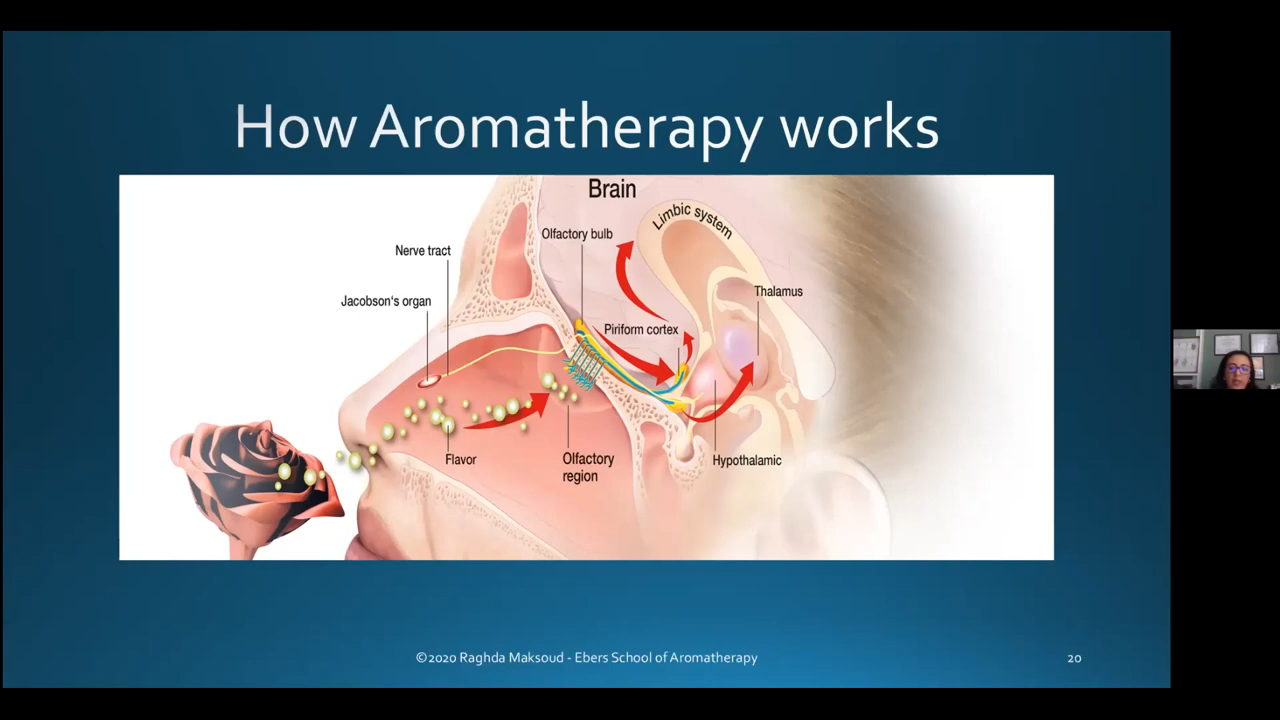 How Aromatherapy works
Brain
Limbic system
Olfactory bulb
Nerve tract
Thalamus
Jacobson's organ
Piriform cortex
Flavor
Olfactory
region
Hypothalamic
©2020 Raghda Maksoud - Ebers School of Aromatherapy
20